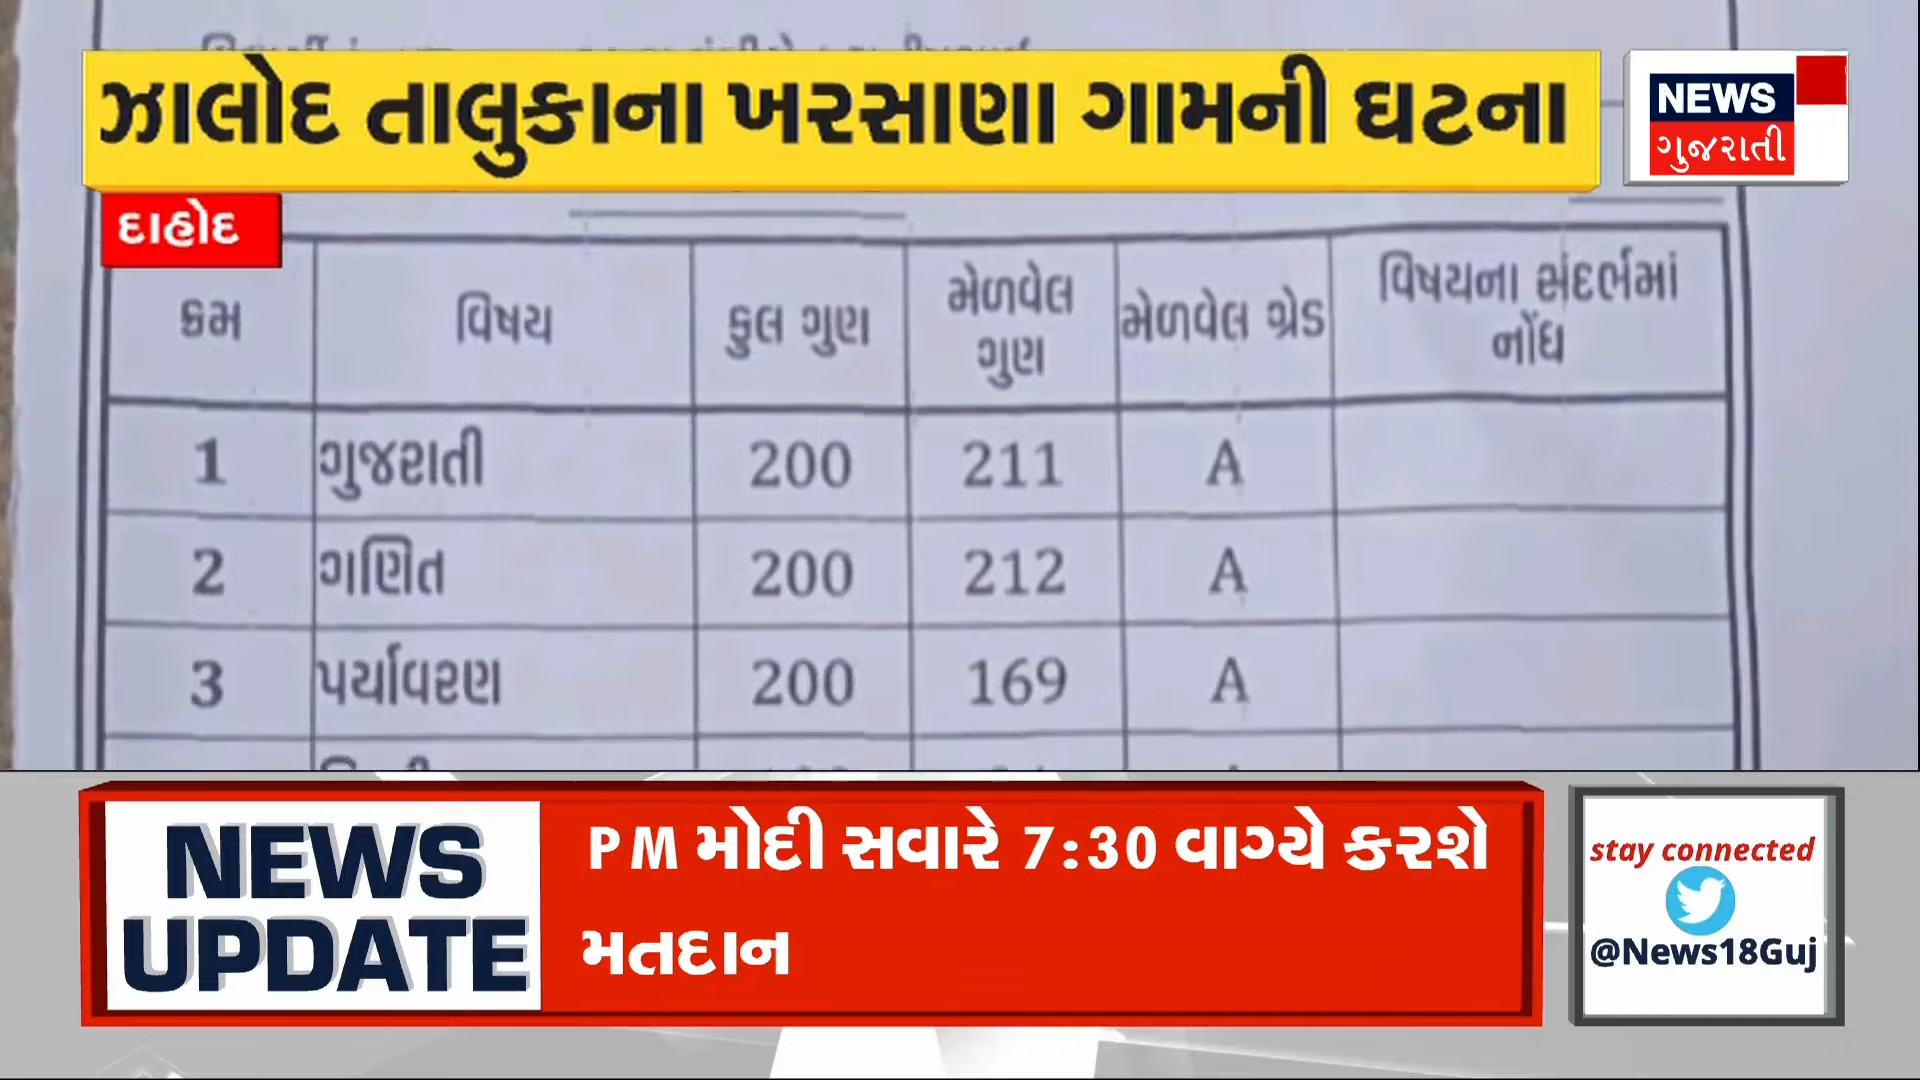 ઝાલોદ તાલુકાના ખરસાણા ગામની ઘટના
NEWS
ગુજરાતી
દાહોદ
ક્રમ વિષય કુલ ગુણ મેળવેલ ગુણ મેળવેલ ગ્રેડ વિષયના સંદર્ભમાં નોંધ
1 ગુજરાતી 200 211 A
2 ગણિત 200 212 A
3 પર્યાવરણ 200 169 A
NEWS
UPDATE
PM મોદી સવારે 7:30 વાગ્યે કરશે
મતદાન
stay connected
@News18Guj